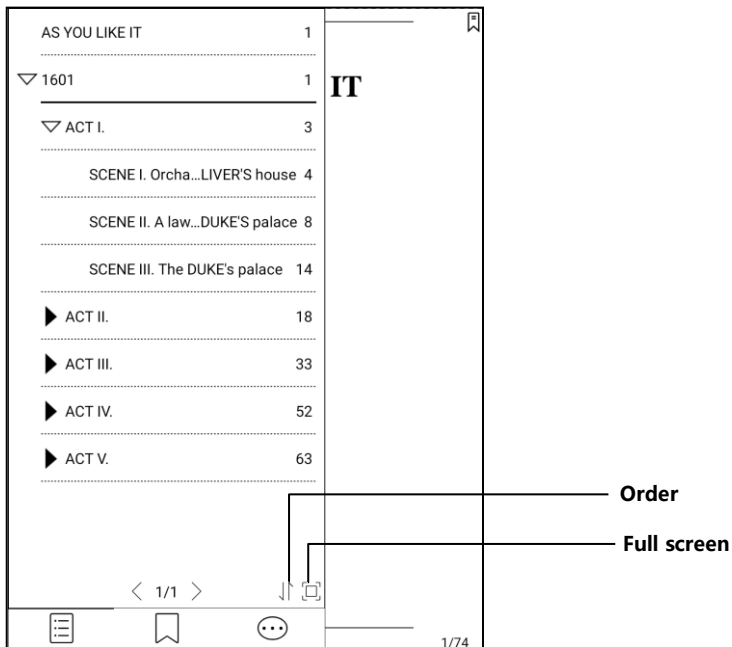 AS YOU LIKE IT 1
1601 1
IT
ACT I. 3
SCENE I. Orcha...LIVER'S house 4
SCENE II. A law...DUKE'S palace 8
SCENE III. The DUKE's palace 14
ACT II. 18
ACT III. 33
ACT IV. 52
ACT V. 63
Order
Full screen
1/1
1/74